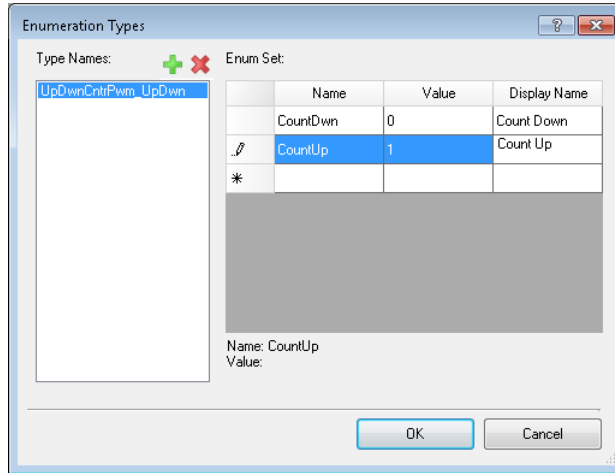 Enumeration Types
Type Names:
Enum Set:
UpDwnCntrPwm_UpDwn
Name Value Display Name
CountDwn 0 Count Down
CountUp 1 Count Up
Name: CountUp
Value:
OK Cancel